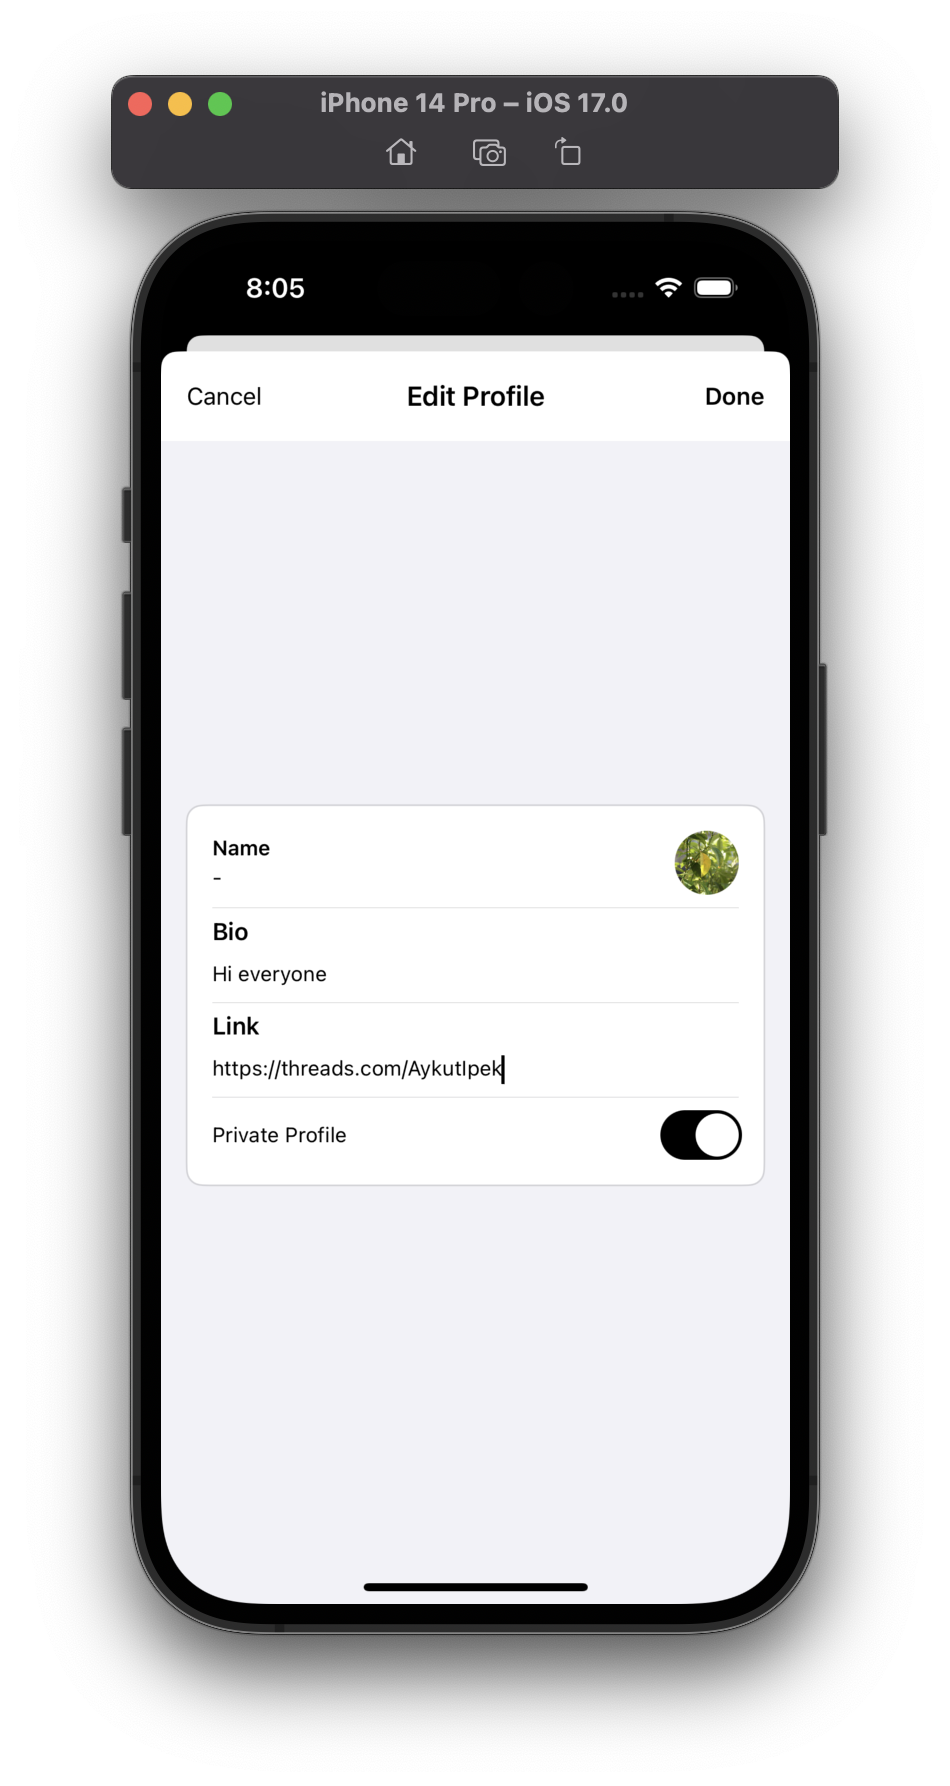 iPhone 14 Pro – iOS 17.0
8:05
Cancel Edit Profile Done
Name
-
Bio
Hi everyone
Link
https://threads.com/AykutIpek
Private Profile